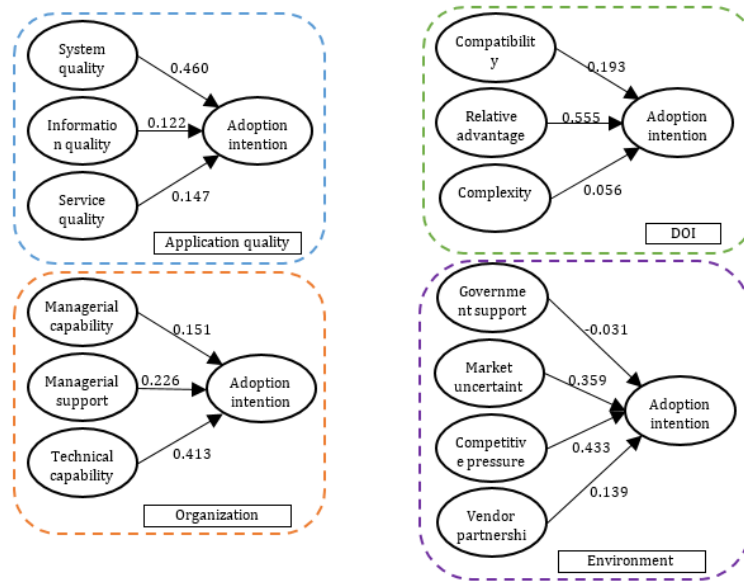 System
quality
0.460
Informatio
n quality
0.122
Adoption
intention
Service
quality
0.147
Application quality
Compatibilit
y
0.193
Relative
advantage
0.555
Adoption
intention
Complexity
0.056
DOI
Managerial
capability
0.151
Managerial
support
0.226
Adoption
intention
Technical
capability
0.413
Organization
Governme
nt support
-0.031
Market
uncertaint
0.359
Adoption
intention
Competitiv
e pressure
0.433
Vendor
partnershi
0.139
Environment